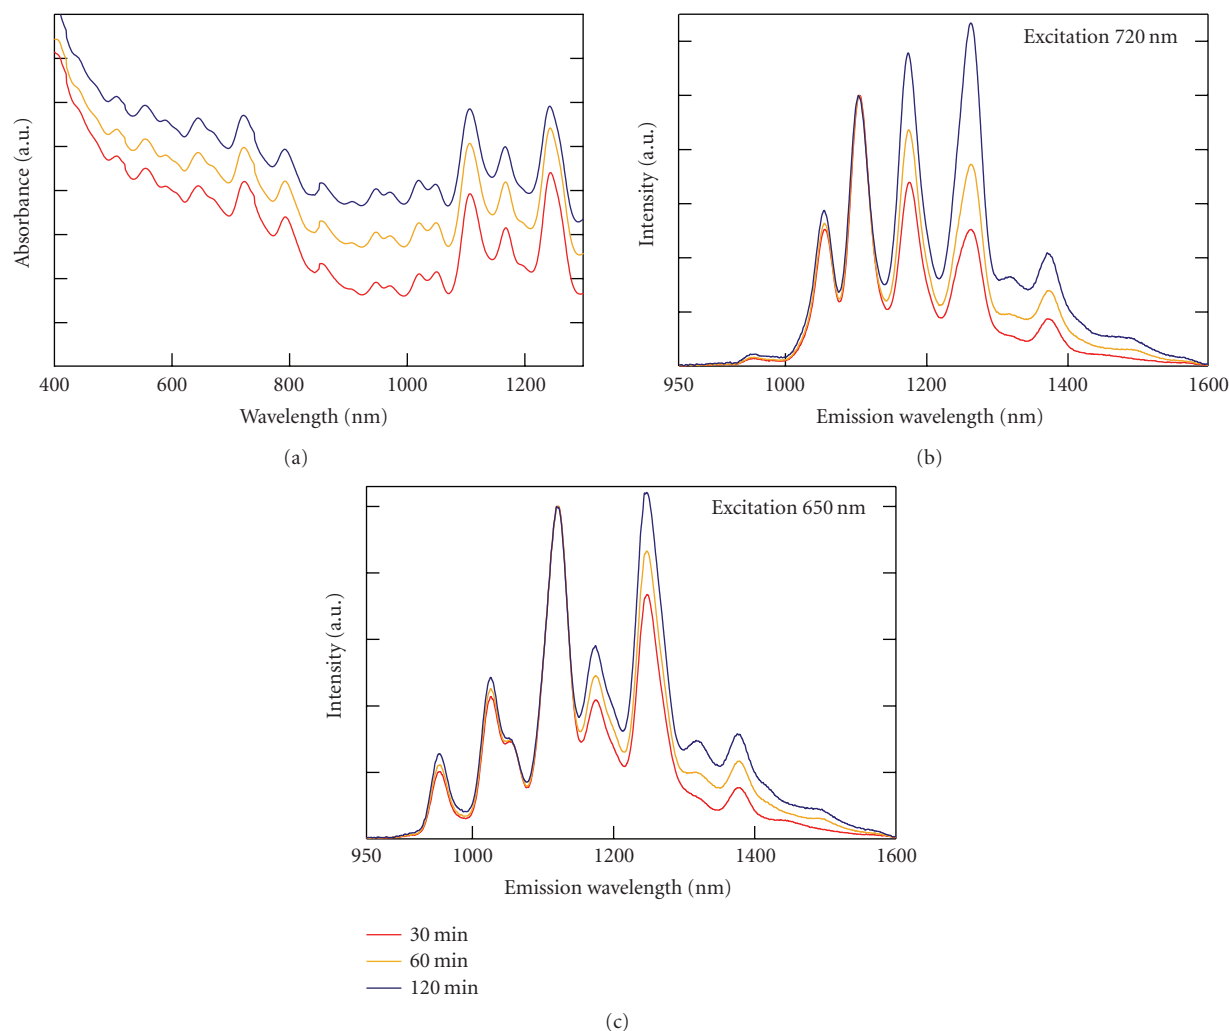 Absorbance (a.u.)
400 600 800 1000 1200
Wavelength (nm)
(a)
Excitation 720 nm
Intensity (a.u.)
950 1000 1200 1400 1600
Emission wavelength (nm)
(b)
Excitation 650 nm
Intensity (a.u.)
950 1000 1200 1400 1600
Emission wavelength (nm)
30 min
60 min
120 min
(c)